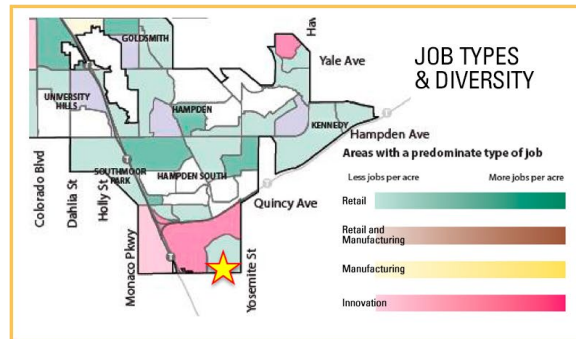 GOLDSMITH
Yale Ave
JOB TYPES
& DIVERSITY
UNIVERSITY
HILLS
HAMPDEN
KENNEDY
Hampden Ave
Colorado Blvd
Dahlia St
Holly St
SOUTHMOOR
PARK
HAMPDEN SOUTH
Quincy Ave
Monaco Pkwy
Yosemite St
Areas with a predominate type of job
Less jobs per acre
More jobs per acre
Retail
Retail and
Manufacturing
Manufacturing
Innovation